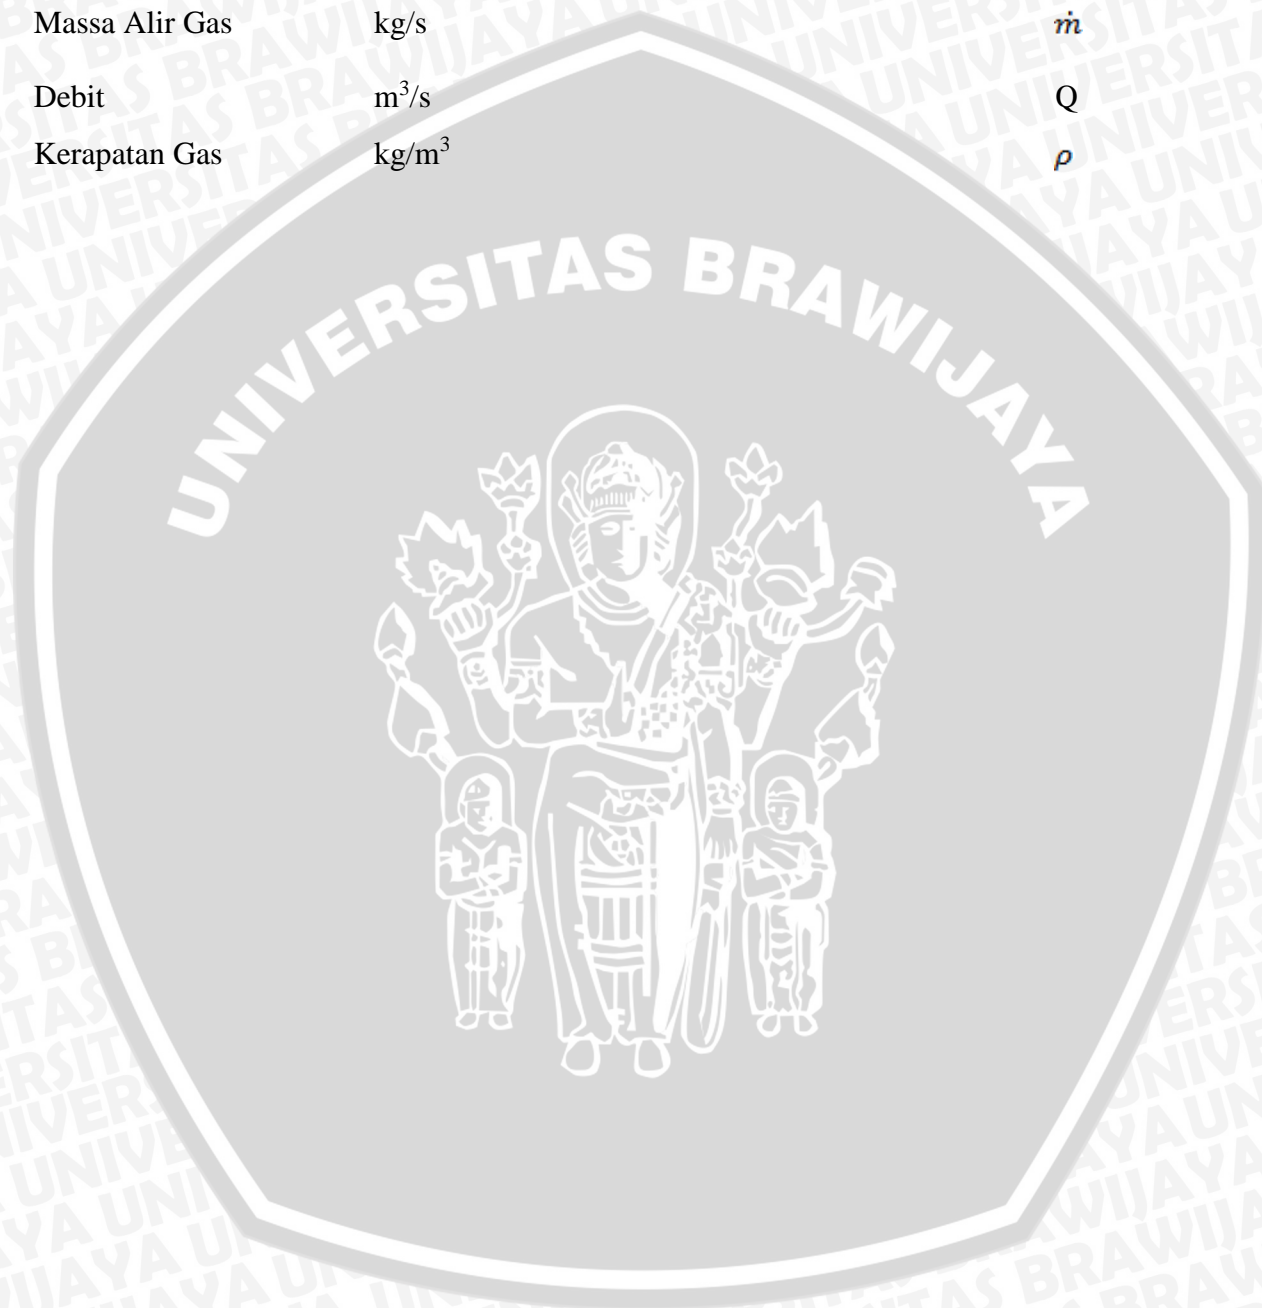 Massa Alir Gas kg/s ṁ
Debit m³/s Q
Kerapatan Gas kg/m³ ρ
UNIVERSITAS BRAWIJAYA